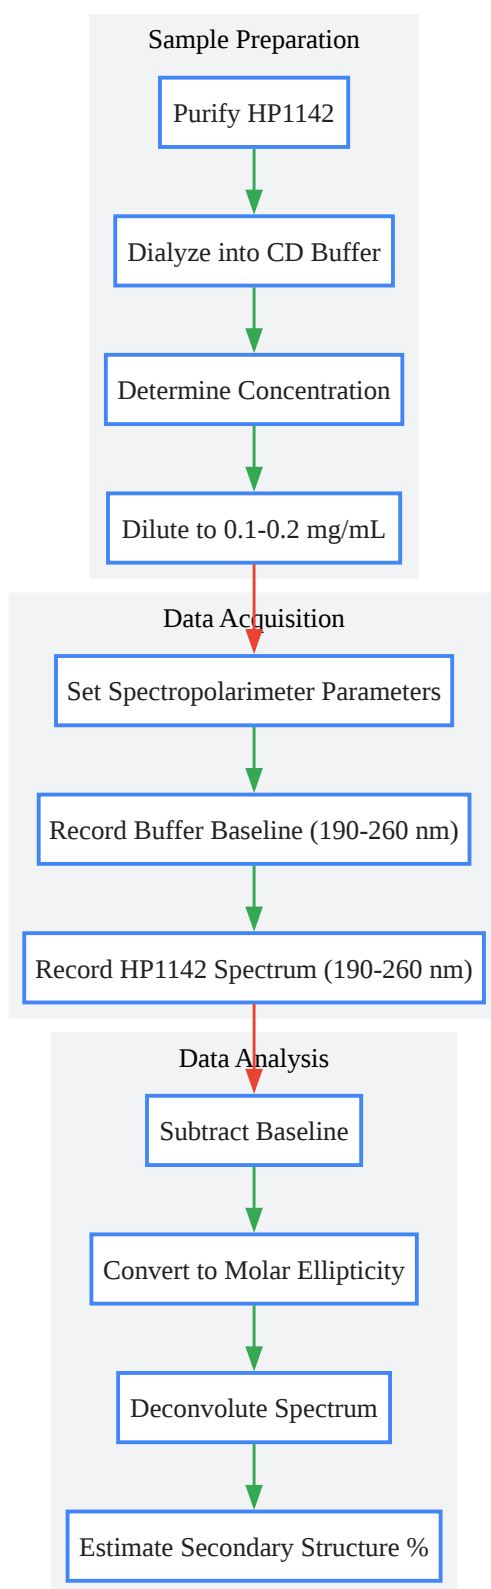 Sample Preparation
Purify HP1142
Dialyze into CD Buffer
Determine Concentration
Dilute to 0.1-0.2 mg/mL
Data Acquisition
Set Spectropolarimeter Parameters
Record Buffer Baseline (190-260 nm)
Record HP1142 Spectrum (190-260 nm)
Data Analysis
Subtract Baseline
Convert to Molar Ellipticity
Deconvolute Spectrum
Estimate Secondary Structure %